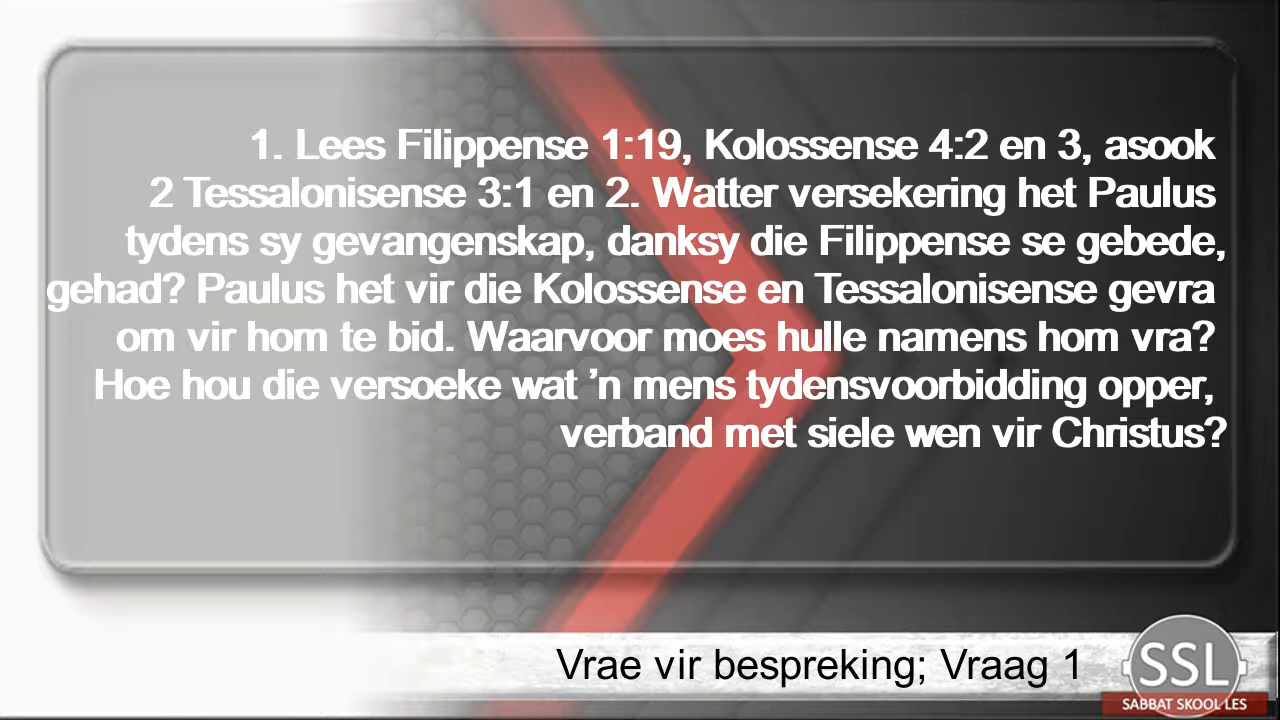 1. Lees Filippense 1:19, Kolossense 4:2 en 3, asook
2 Tessalonisense 3:1 en 2. Watter versekering het Paulus
tydens sy gevangenskap, danksy die Filippense se gebede,
gehad? Paulus het vir die Kolossense en Tessalonisense gevra
om vir hom te bid. Waarvoor moes hulle namens hom vra?
Hoe hou die versoeke wat ’n mens tydensvoorbidding opper,
verband met siele wen vir Christus?
Vrae vir bespreking; Vraag 1
SSL
SABBAT SKOOL LES